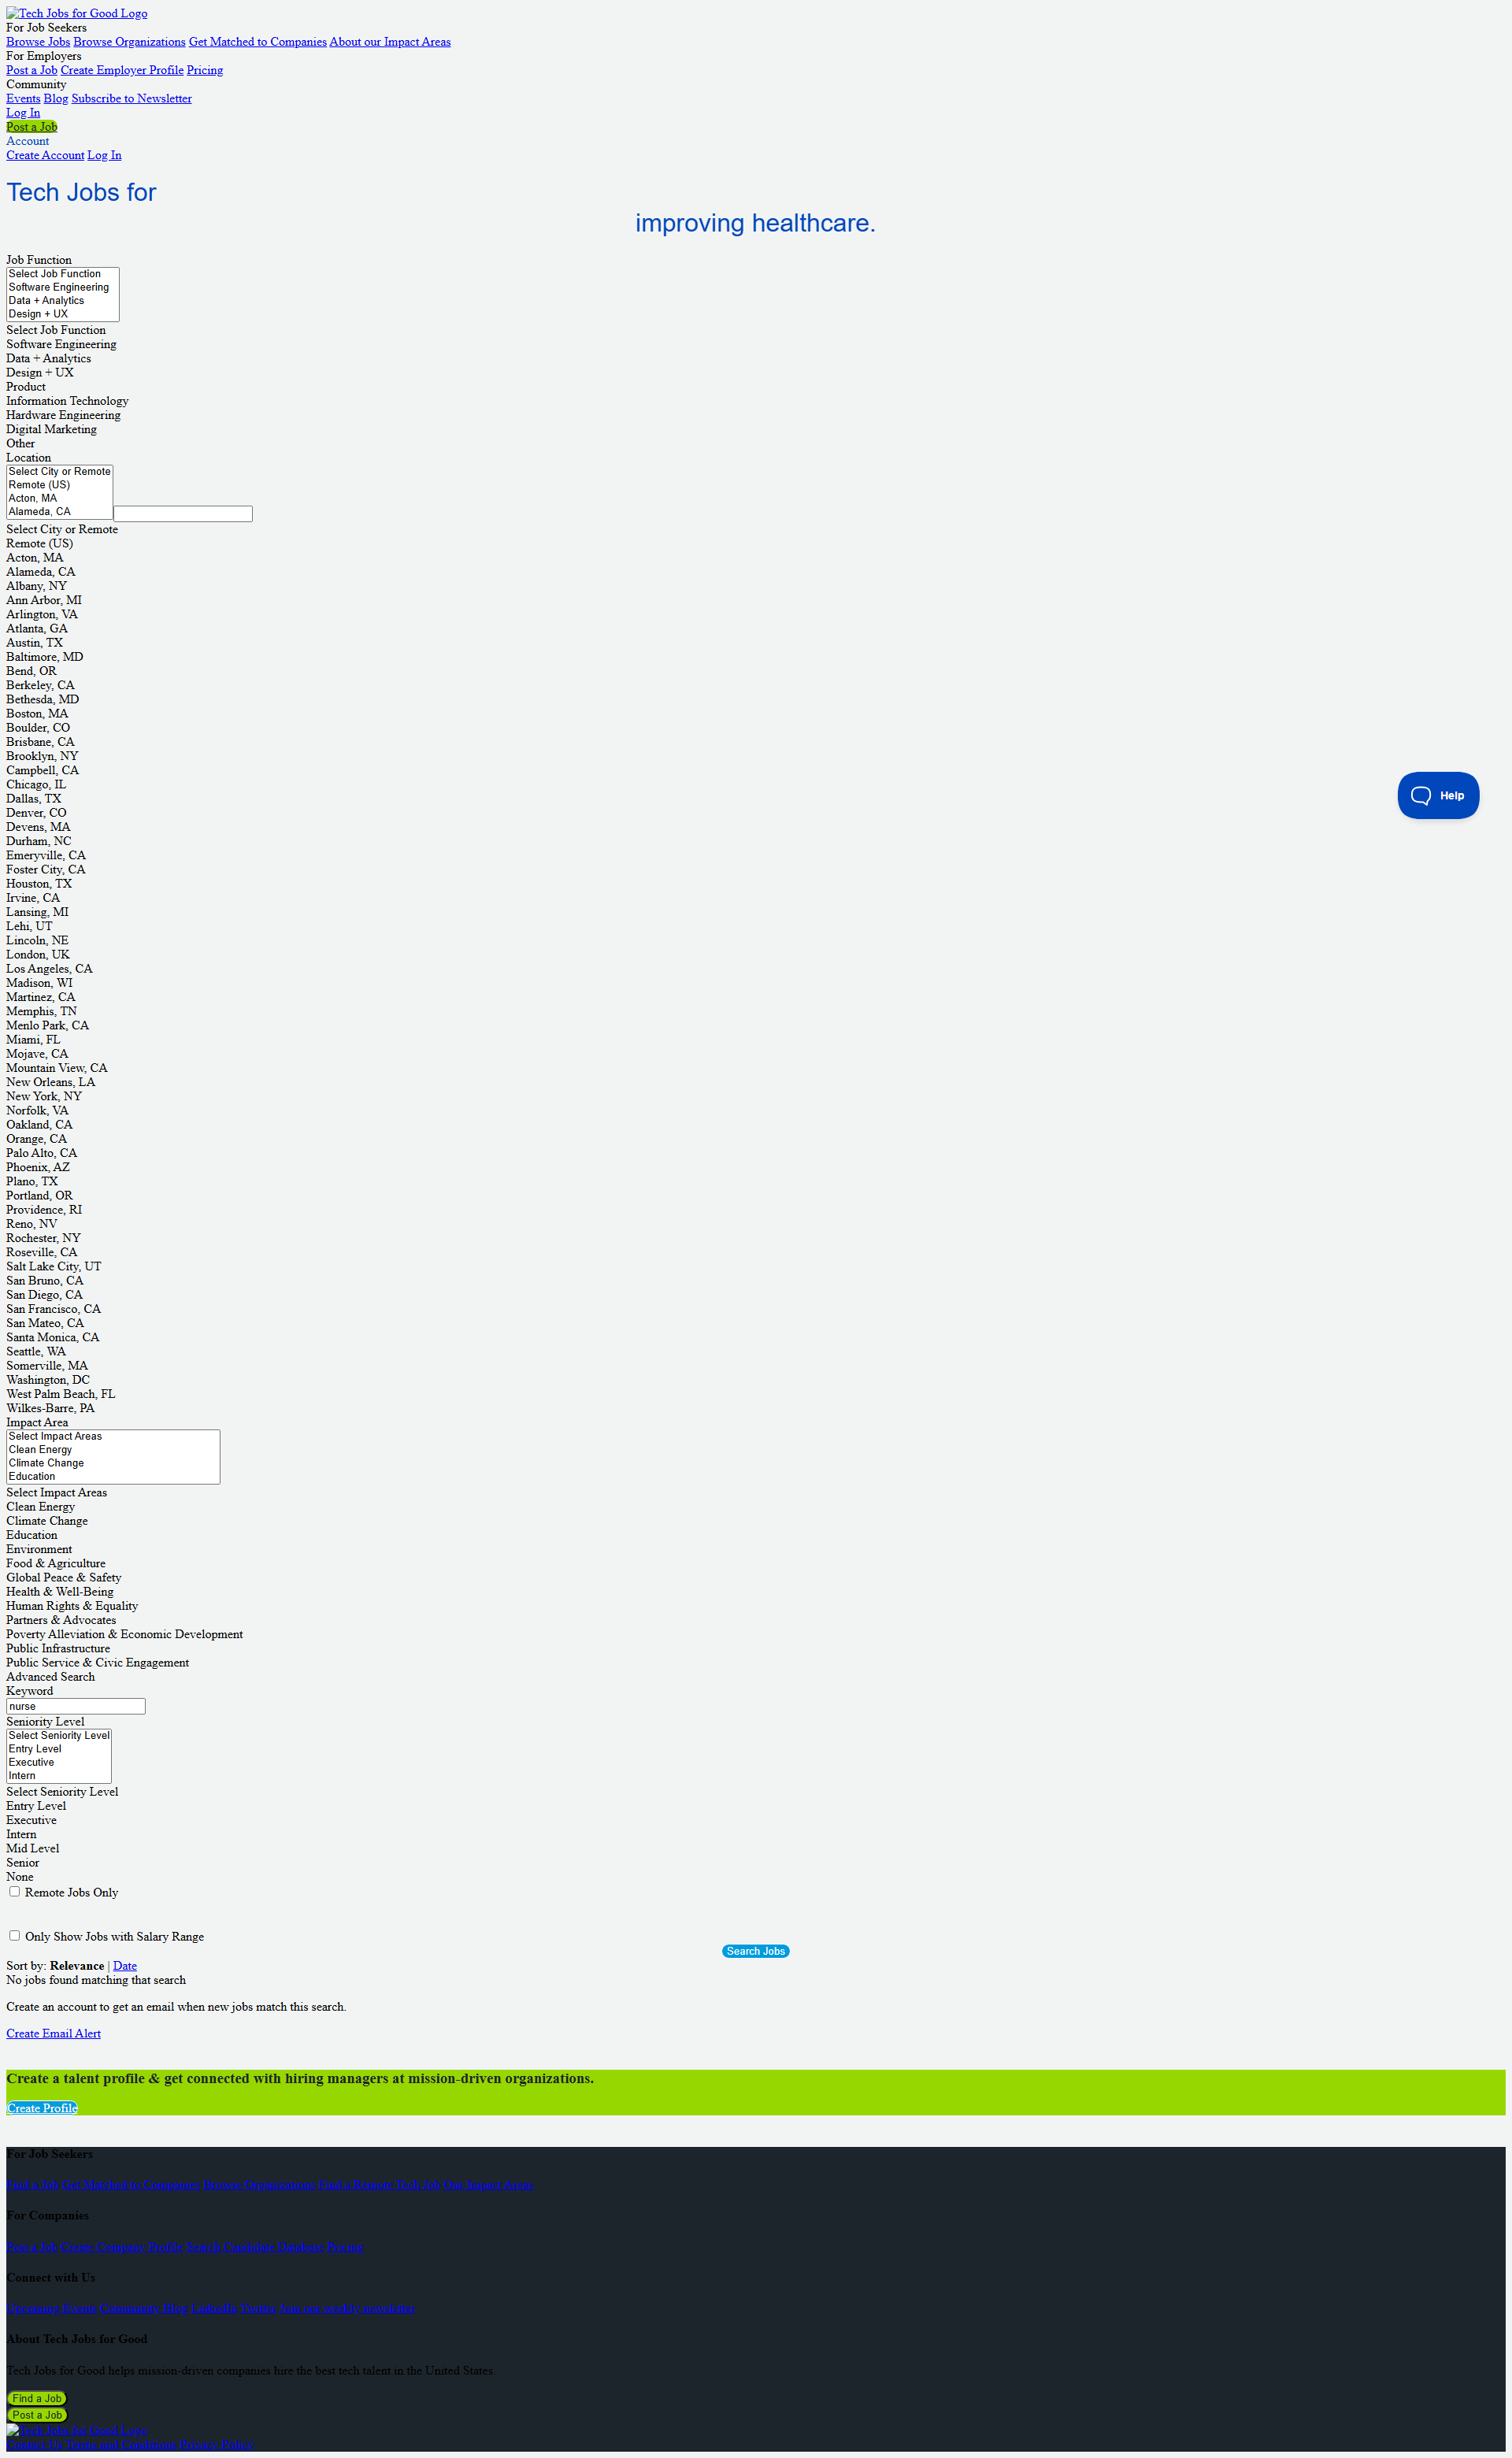 Tech Jobs for Good Logo
For Job Seekers
Browse Jobs Browse Organizations Get Matched to Companies About our Impact Areas
For Employers
Post a Job Create Employer Profile Pricing
Community
Events Blog Subscribe to Newsletter
Log In
Post a Job
Account
Create Account Log In
Tech Jobs for
improving healthcare.
Job Function
Select Job Function
Software Engineering
Data + Analytics
Design + UX
Select Job Function
Software Engineering
Data + Analytics
Design + UX
Product
Information Technology
Hardware Engineering
Digital Marketing
Other
Location
Select City or Remote
Remote (US)
Acton, MA
Alameda, CA
Select City or Remote
Remote (US)
Acton, MA
Alameda, CA
Albany, NY
Ann Arbor, MI
Arlington, VA
Atlanta, GA
Austin, TX
Baltimore, MD
Bend, OR
Berkeley, CA
Bethesda, MD
Boston, MA
Boulder, CO
Brisbane, CA
Brooklyn, NY
Campbell, CA
Chicago, IL
Dallas, TX
Help
Denver, CO
Devens, MA
Durham, NC
Emeryville, CA
Foster City, CA
Houston, TX
Irvine, CA
Lansing, MI
Lehi, UT
Lincoln, NE
London, UK
Los Angeles, CA
Madison, WI
Martinez, CA
Memphis, TN
Menlo Park, CA
Miami, FL
Mojave, CA
Mountain View, CA
New Orleans, LA
New York, NY
Norfolk, VA
Oakland, CA
Orange, CA
Palo Alto, CA
Phoenix, AZ
Plano, TX
Portland, OR
Providence, RI
Reno, NV
Rochester, NY
Roseville, CA
Salt Lake City, UT
San Bruno, CA
San Diego, CA
San Francisco, CA
San Mateo, CA
Santa Monica, CA
Seattle, WA
Somerville, MA
Washington, DC
West Palm Beach, FL
Wilkes-Barre, PA
Impact Area
Select Impact Areas
Clean Energy
Climate Change
Education
Select Impact Areas
Clean Energy
Climate Change
Education
Environment
Food & Agriculture
Global Peace & Safety
Health & Well-Being
Human Rights & Equality
Partners & Advocates
Poverty Alleviation & Economic Development
Public Infrastructure
Public Service & Civic Engagement
Advanced Search
Keyword
nurse
Seniority Level
Select Seniority Level
Entry Level
Executive
Intern
Select Seniority Level
Entry Level
Executive
Intern
Mid Level
Senior
None
Remote Jobs Only
Only Show Jobs with Salary Range
Search Jobs
Sort by: Relevance | Date
No jobs found matching that search
Create an account to get an email when new jobs match this search.
Create Email Alert
Create a talent profile & get connected with hiring managers at mission-driven organizations.
Create Profile
For Job Seekers
Find a Job Get Matched to Companies Browse Organizations Find a Remote Tech Job Our Impact Areas
For Companies
Post a Job Create Company Profile Search Candidate Database Pricing
Connect with Us
Upcoming Events Community Blog LinkedIn Twitter Join our weekly newsletter
About Tech Jobs for Good
Tech Jobs for Good helps mission-driven companies hire the best tech talent in the United States.
Find a Job
Post a Job
Tech Jobs for Good Logo
Contact Us Terms and Conditions Privacy Policy